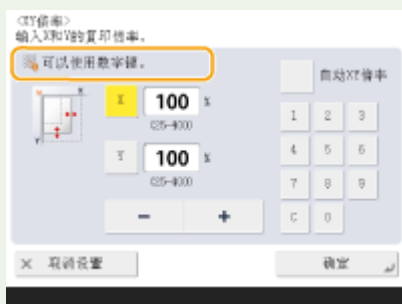 <XY倍率>
输入X和Y的复印倍率。
可以使用数字键。
X
Y
X 100 %
(25-400)
Y 100 %
(25-400)
- +
自动XY倍率
1 2 3
4 5 6
7 8 9
C 0
× 取消设置
确定